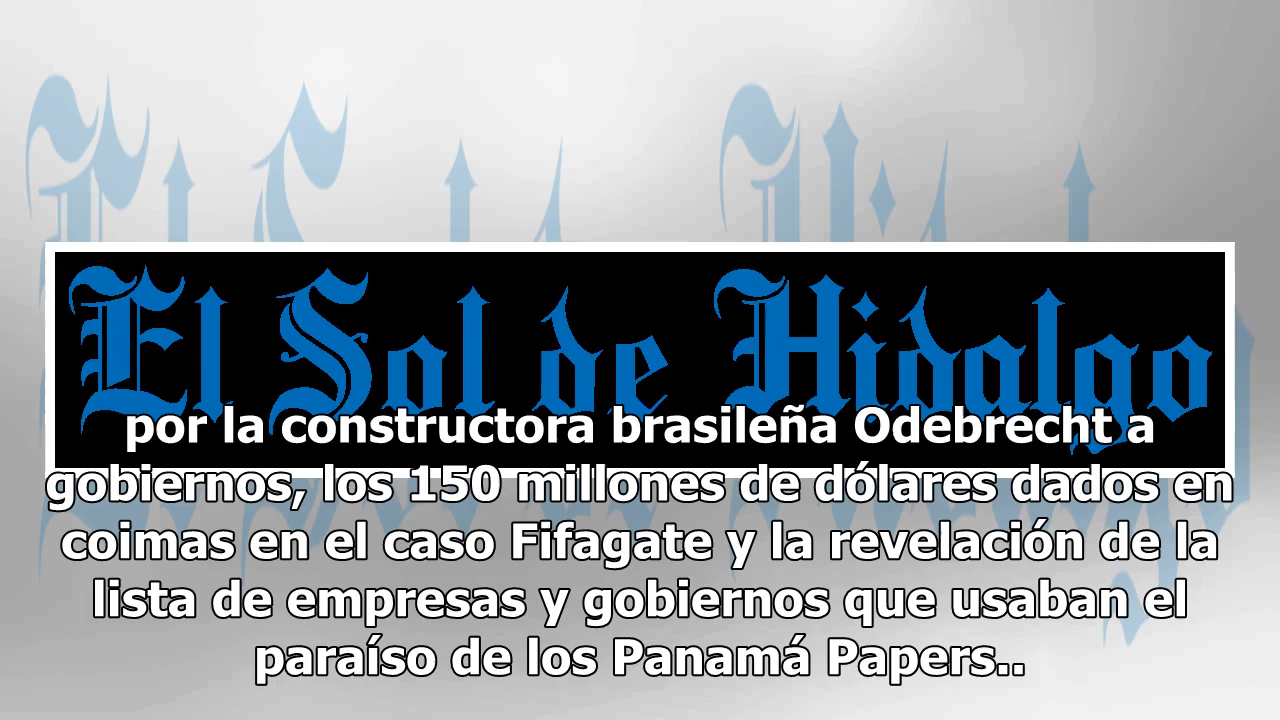 El Sol de Hidalgo
por la constructora brasileña Odebrecht a
gobiernos, los 150 millones de dólares dados en
coimas en el caso Fifagate y la revelación de la
lista de empresas y gobiernos que usaban el
paraíso de los Panamá Papers..